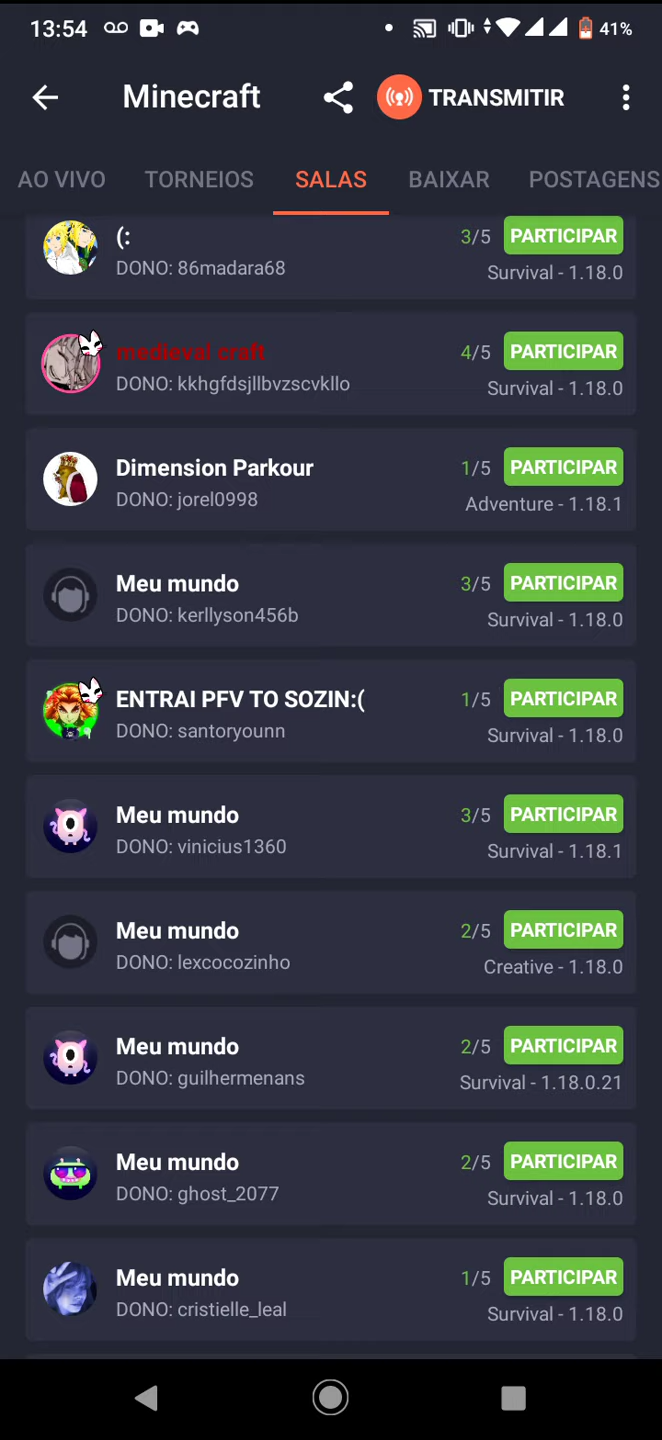 13:54 41%
Minecraft TRANSMITIR
AO VIVO TORNEIOS SALAS BAIXAR POSTAGENS
(: 3/5 PARTICIPAR
DONO: 86madara68 Survival - 1.18.0
medieval craft 4/5 PARTICIPAR
DONO: kkhgfdsjllbvzscvkllo Survival - 1.18.0
Dimension Parkour 1/5 PARTICIPAR
DONO: jorel0998 Adventure - 1.18.1
Meu mundo 3/5 PARTICIPAR
DONO: kerllyson456b Survival - 1.18.0
ENTRAI PFV TO SOZIN:( 1/5 PARTICIPAR
DONO: santoryounn Survival - 1.18.0
Meu mundo 3/5 PARTICIPAR
DONO: vinicius1360 Survival - 1.18.1
Meu mundo 2/5 PARTICIPAR
DONO: lexcocozinho Creative - 1.18.0
Meu mundo 2/5 PARTICIPAR
DONO: guilhermenans Survival - 1.18.0.21
Meu mundo 2/5 PARTICIPAR
DONO: ghost_2077 Survival - 1.18.0
Meu mundo 1/5 PARTICIPAR
DONO: cristielle_leal Survival - 1.18.0